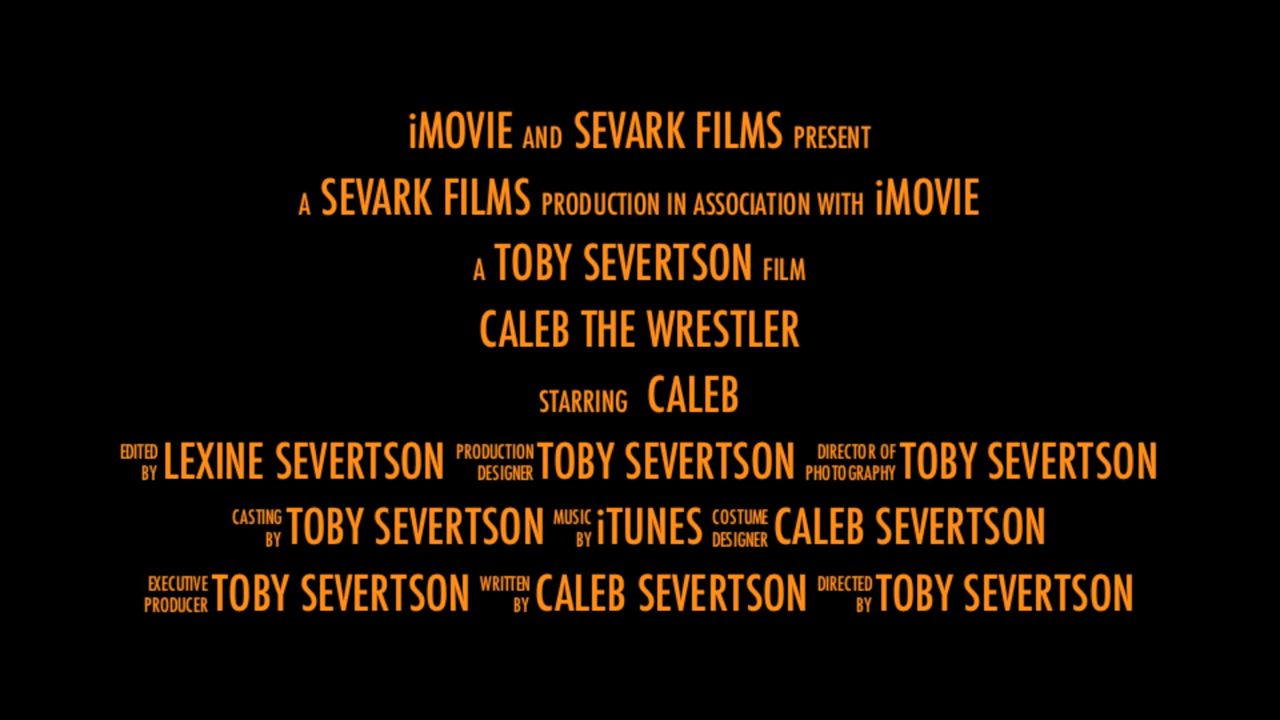 iMOVIE AND SEVARK FILMS PRESENT
A SEVARK FILMS PRODUCTION IN ASSOCIATION WITH iMOVIE
A TOBY SEVERTSON FILM
CALEB THE WRESTLER
STARRING CALEB
EDITED BY LEXINE SEVERTSON PRODUCTION DESIGNER TOBY SEVERTSON DIRECTOR OF PHOTOGRAPHY TOBY SEVERTSON
CASTING BY TOBY SEVERTSON MUSIC BY iTUNES COSTUME DESIGNER CALEB SEVERTSON
EXECUTIVE PRODUCER TOBY SEVERTSON WRITTEN BY CALEB SEVERTSON DIRECTED BY TOBY SEVERTSON